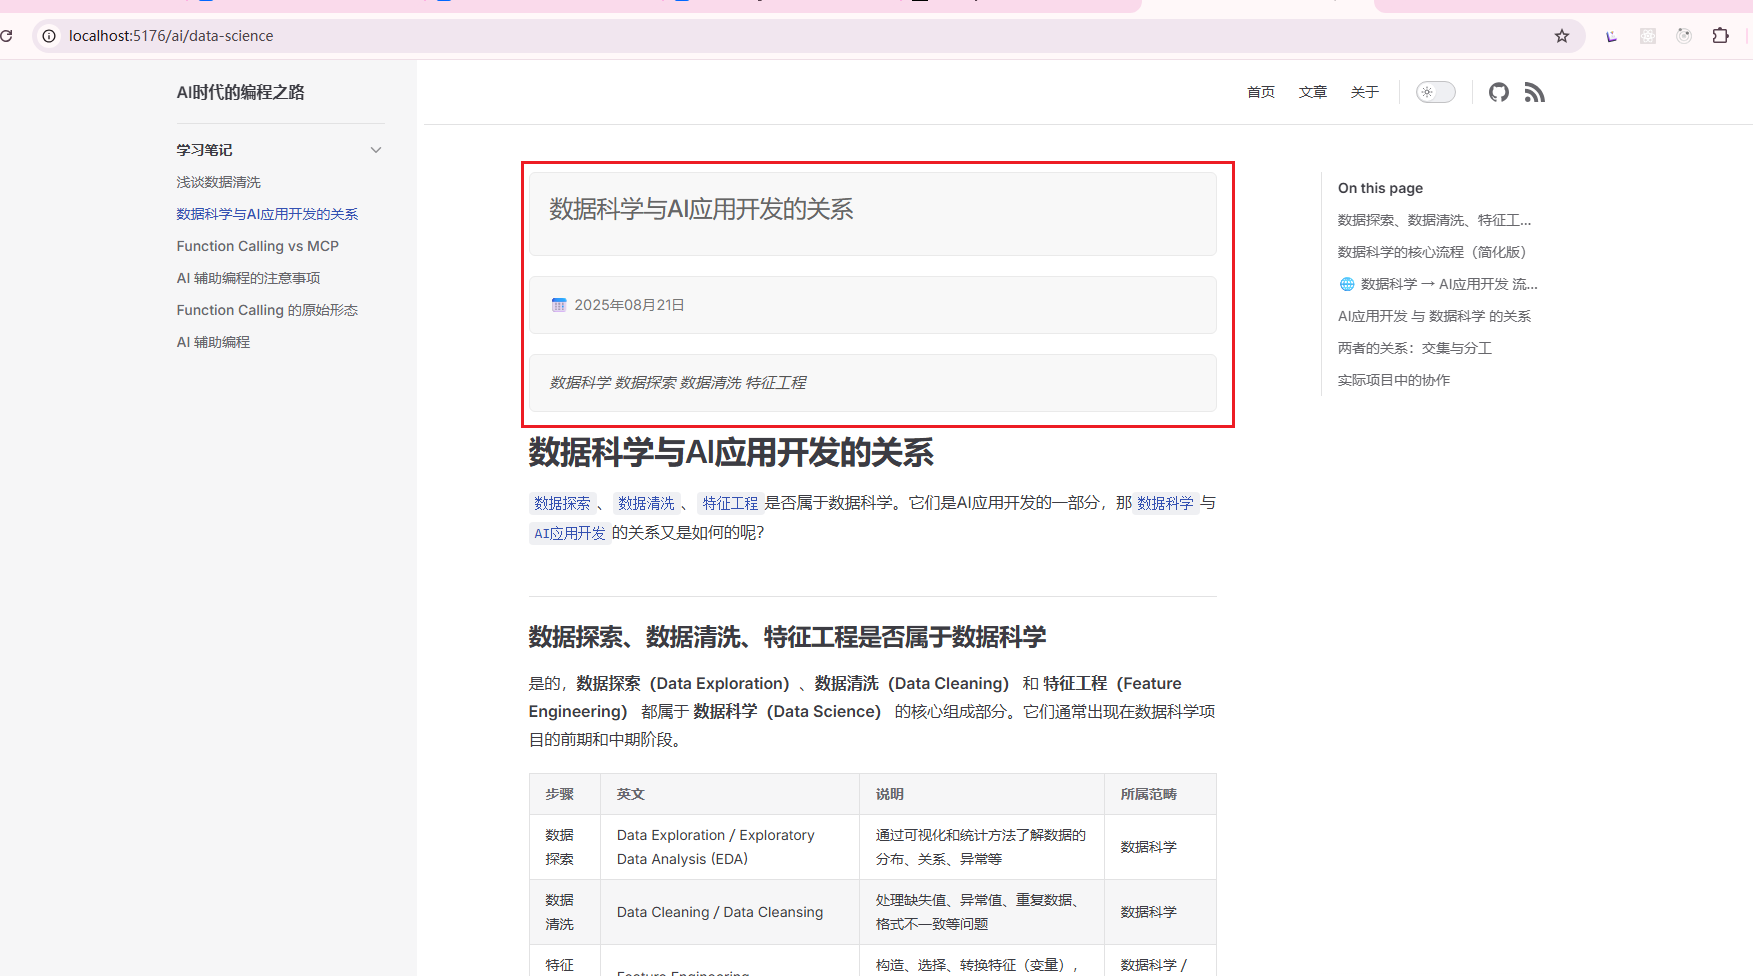 localhost:5176/ai/data-science
AI时代的编程之路
首页 文章 关于
学习笔记
浅谈数据清洗
数据科学与AI应用开发的关系
Function Calling vs MCP
AI 辅助编程的注意事项
Function Calling 的原始形态
AI 辅助编程
数据科学与AI应用开发的关系
2025年08月21日
数据科学 数据探索 数据清洗 特征工程
数据科学与AI应用开发的关系
数据探索、数据清洗、特征工程是否属于数据科学。它们是AI应用开发的一部分，那数据科学与
AI应用开发的关系又是如何的呢？
数据探索、数据清洗、特征工程是否属于数据科学
是的，数据探索（Data Exploration）、数据清洗（Data Cleaning） 和 特征工程（Feature
Engineering） 都属于 数据科学（Data Science） 的核心组成部分。它们通常出现在数据科学项
目的前期和中期阶段。
步骤 英文 说明 所属范畴
数据
探索
Data Exploration / Exploratory
Data Analysis (EDA)
通过可视化和统计方法了解数据的
分布、关系、异常等
数据科学
数据
清洗
Data Cleaning / Data Cleansing
处理缺失值、异常值、重复数据、
格式不一致等问题
数据科学
特征
Feature Engineering
构造、选择、转换特征（变量），
数据科学 /
On this page
数据探索、数据清洗、特征工...
数据科学的核心流程（简化版）
🌐 数据科学 → AI应用开发 流...
AI应用开发 与 数据科学 的关系
两者的关系：交集与分工
实际项目中的协作